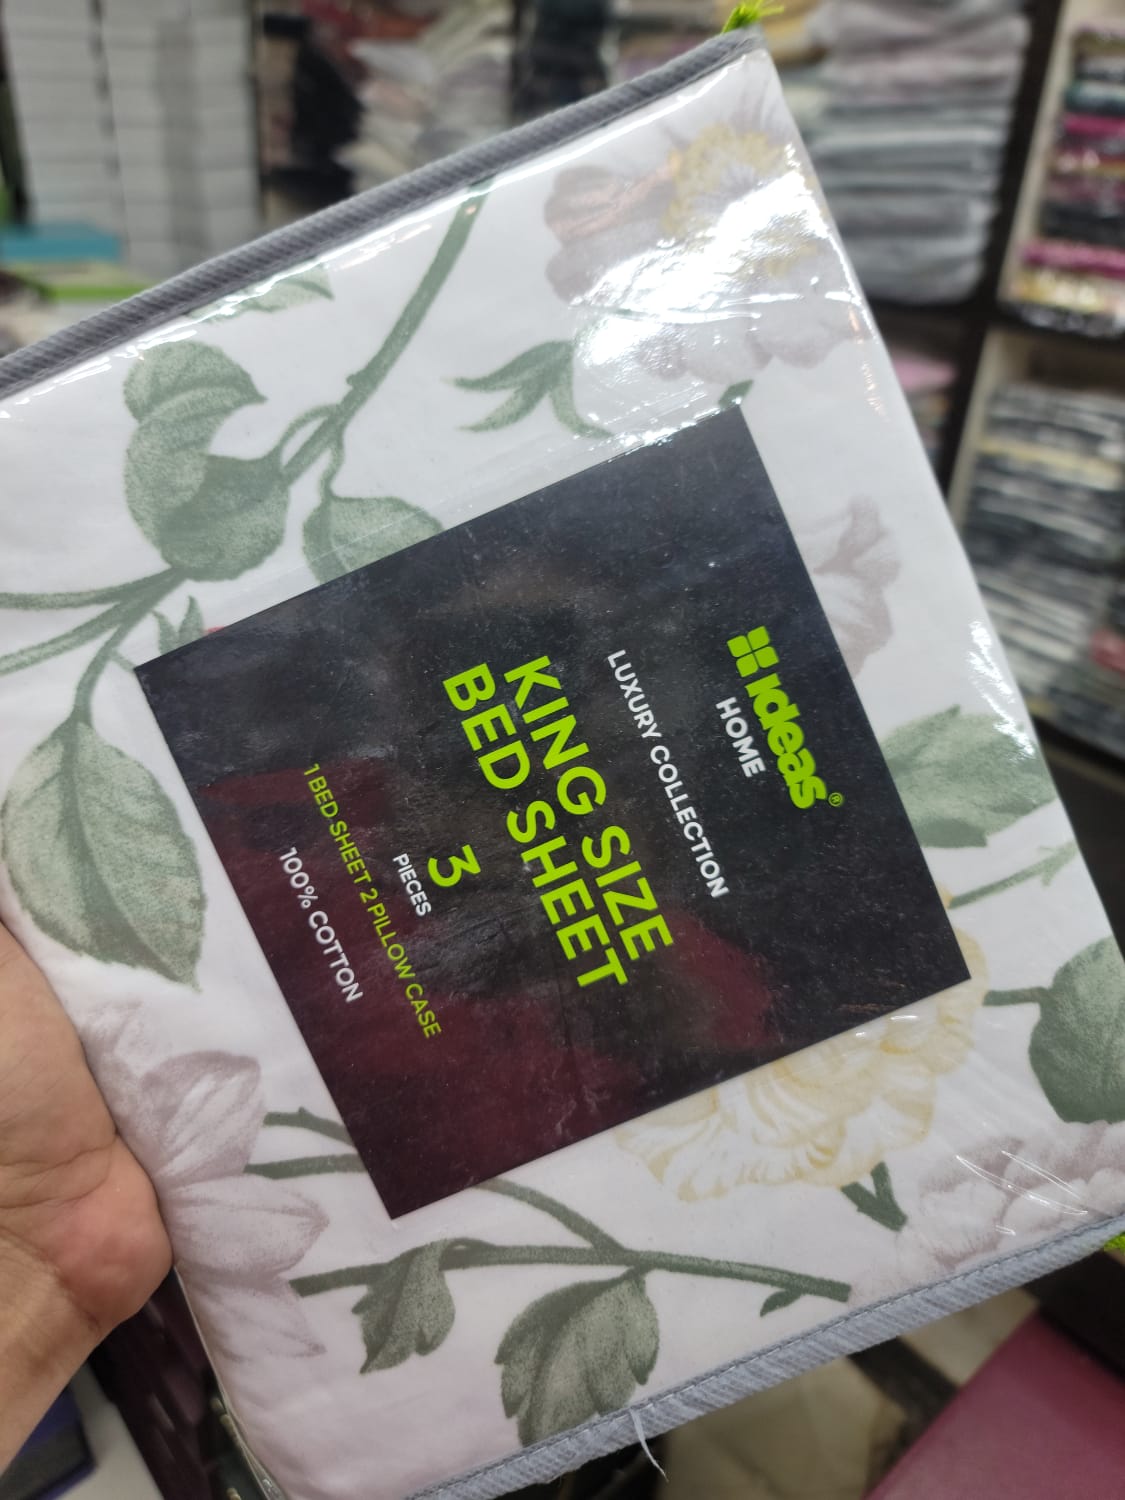 ideas®
HOME
LUXURY COLLECTION
KING SIZE
BED SHEET
3
PIECES
1 BED SHEET 2 PILLOW CASE
100% COTTON